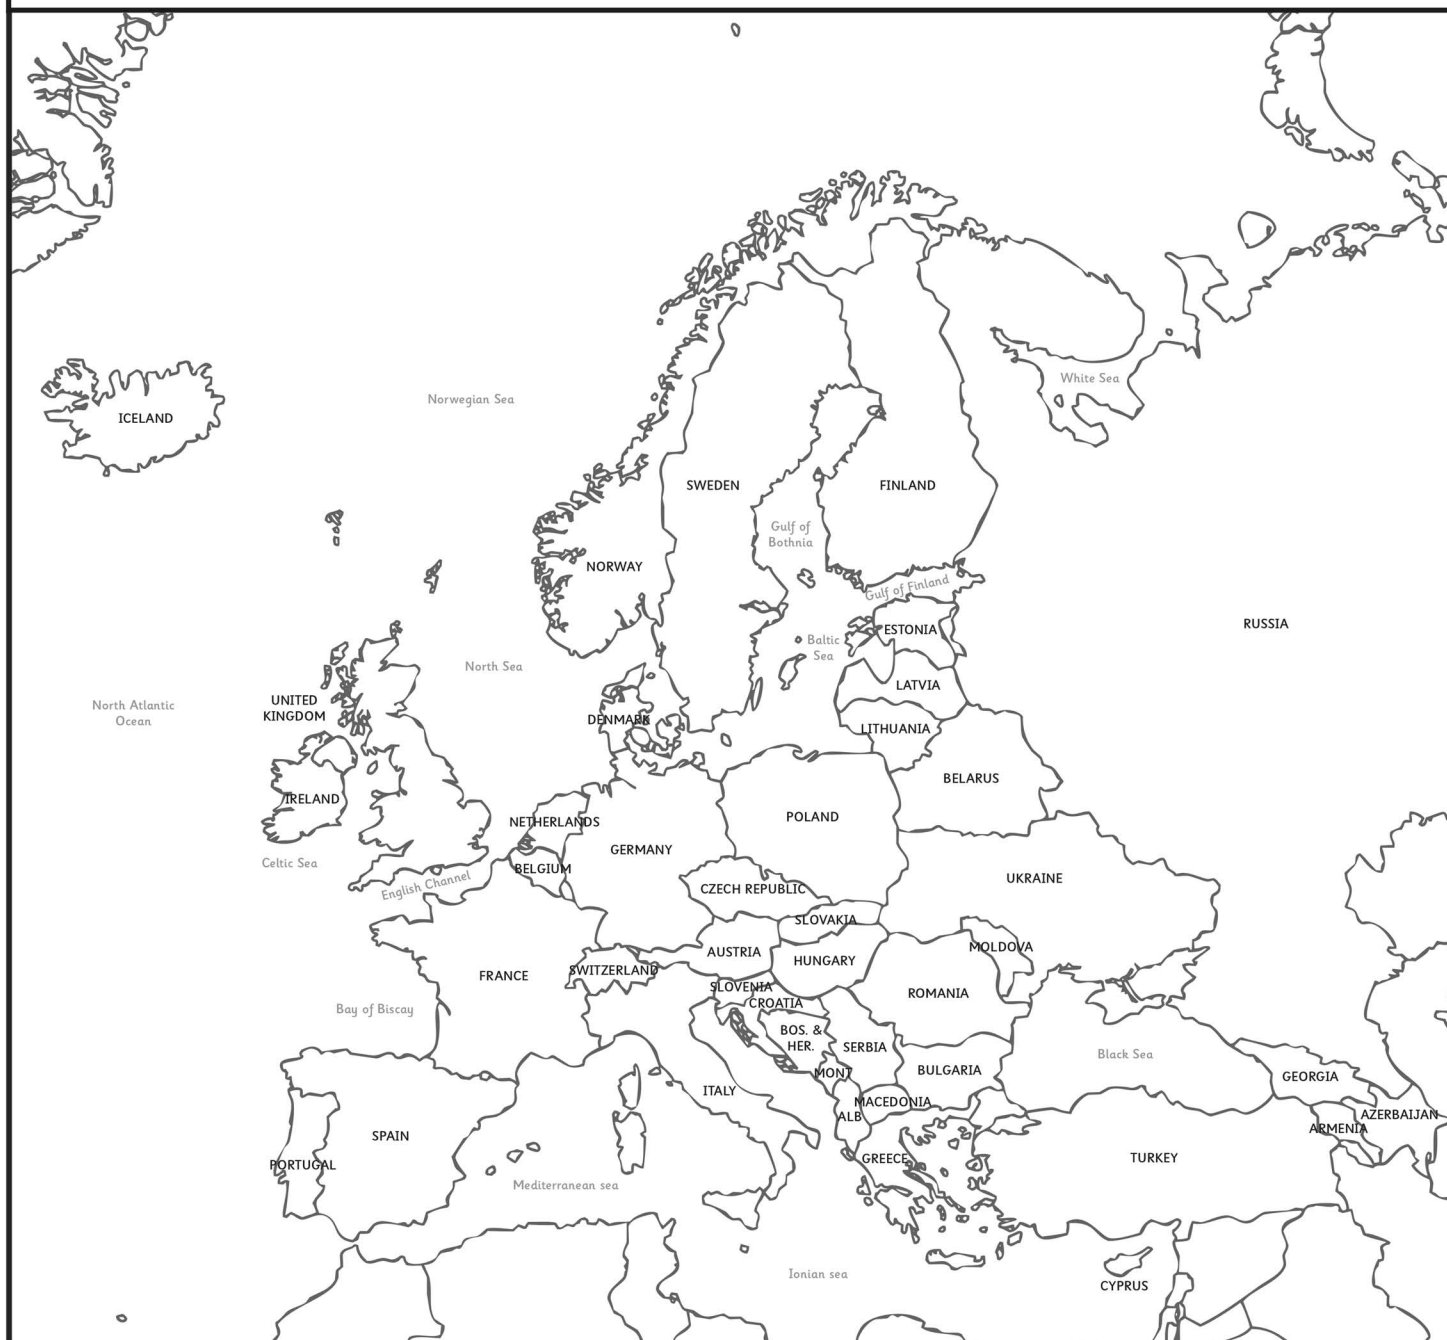 ICELAND
Norwegian Sea
White Sea
SWEDEN
FINLAND
Gulf of
Bothnia
NORWAY
Gulf of Finland
RUSSIA
ESTONIA
Baltic
Sea
North Sea
LATVIA
UNITED
KINGDOM
North Atlantic
Ocean
DENMARK
LITHUANIA
BELARUS
IRELAND
NETHERLANDS
POLAND
GERMANY
Celtic Sea
BELGIUM
English Channel
CZECH REPUBLIC
UKRAINE
SLOVAKIA
MOLDOVA
AUSTRIA
HUNGARY
FRANCE
SWITZERLAND
SLOVENIA
CROATIA
ROMANIA
Bay of Biscay
BOS. &
HER.
SERBIA
Black Sea
BULGARIA
MONT
GEORGIA
ITALY
MACEDONIA
ALB
AZERBAIJAN
ARMENIA
SPAIN
GREECE
TURKEY
PORTUGAL
Mediterranean sea
Ionian sea
CYPRUS